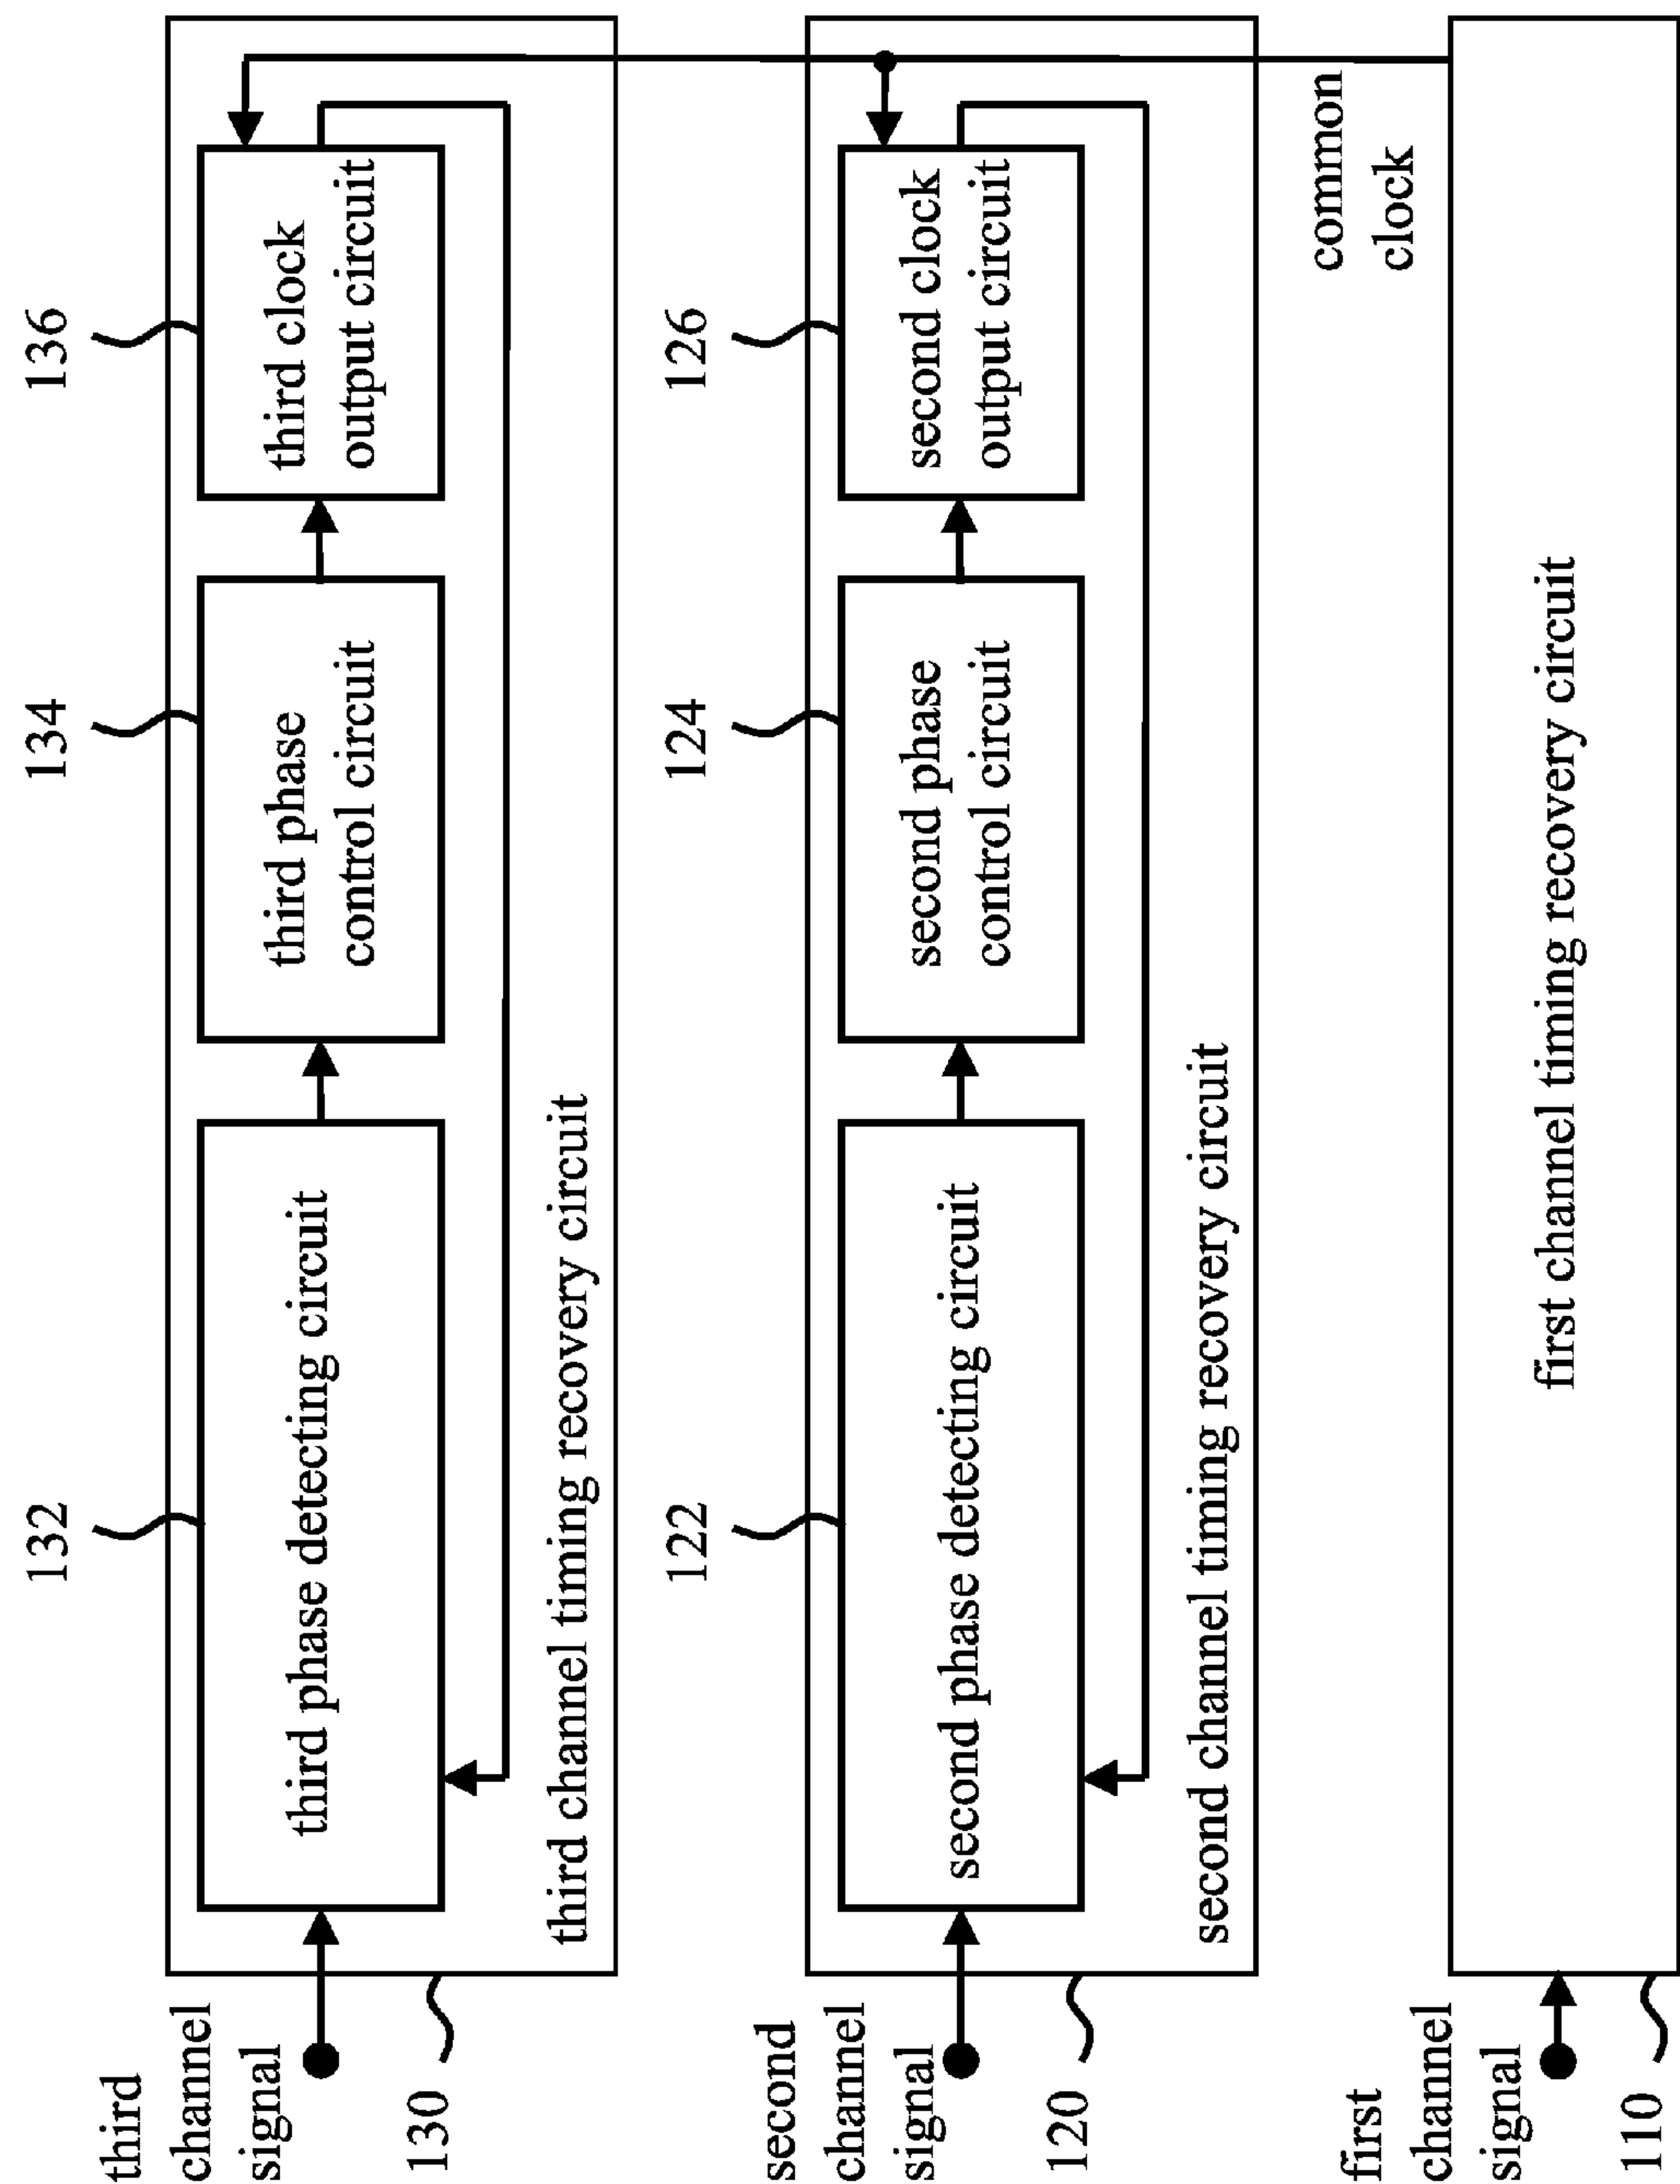 132
134
136
third
channel
signal
third phase detecting circuit
third phase
control circuit
third clock
output circuit
third channel timing recovery circuit
130
122
124
126
second
channel
signal
second phase detecting circuit
second phase
control circuit
second clock
output circuit
second channel timing recovery circuit
120
common
clock
first
channel
signal
first channel timing recovery circuit
110